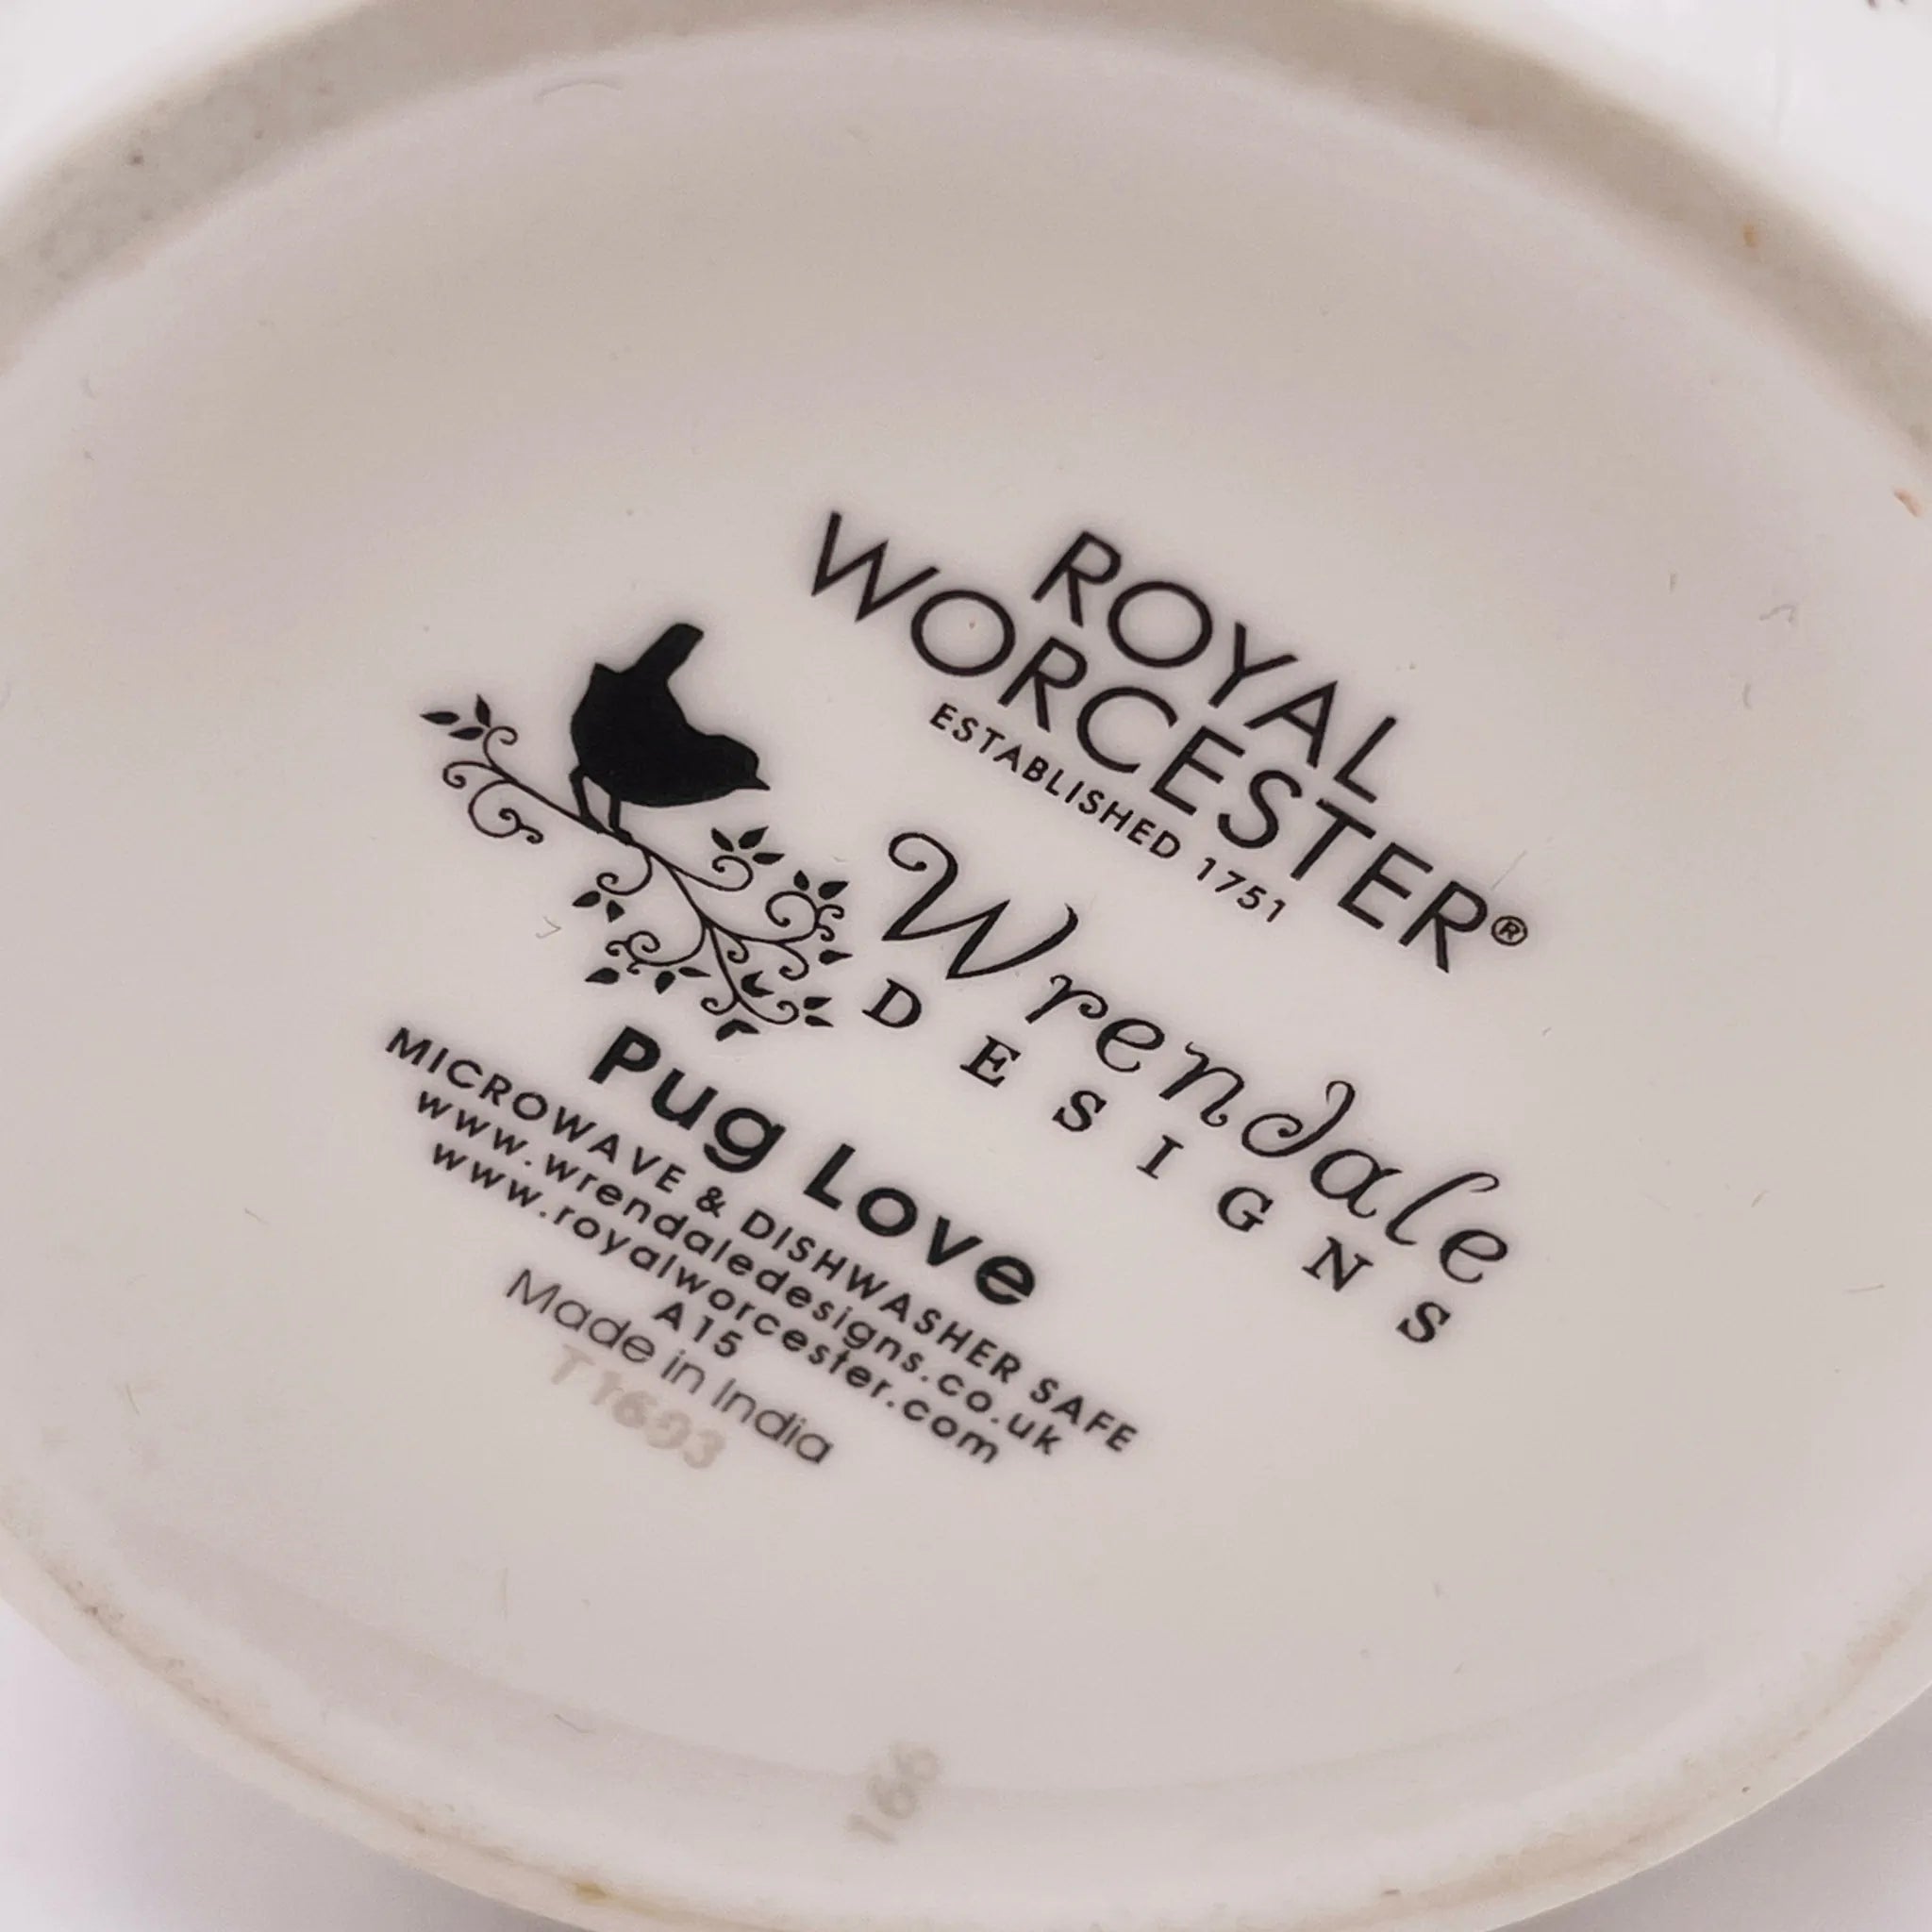 ROYAL
WORCESTER®
ESTABLISHED 1751
Wrendale
DESIGNS
Pug Love
MICROWAVE & DISHWASHER SAFE
www.wrendaledesigns.co.uk
www.royalworcester.com
A15
Made in India